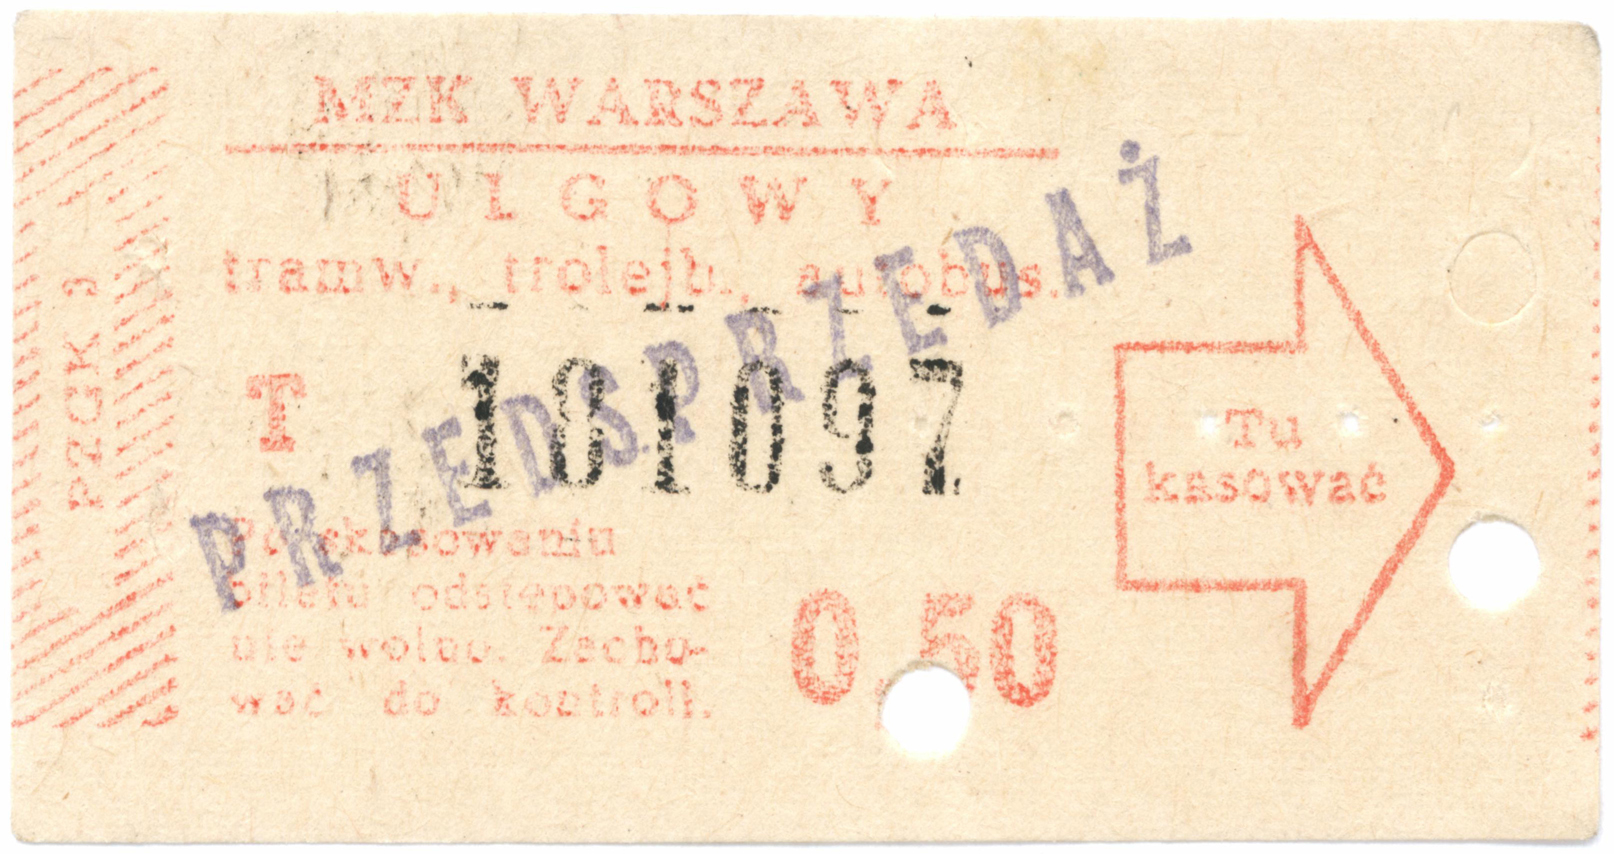 MZK WARSZAWA
ULGOWY
tramw., trolejb., autobus.
T 181097
PRZEDSPRZEDAŻ
Po skasowaniu
biletu odstępować
nie wolno. Zacho-
wać do kontroli.
0,50
Tu
kasować
PZGK 3